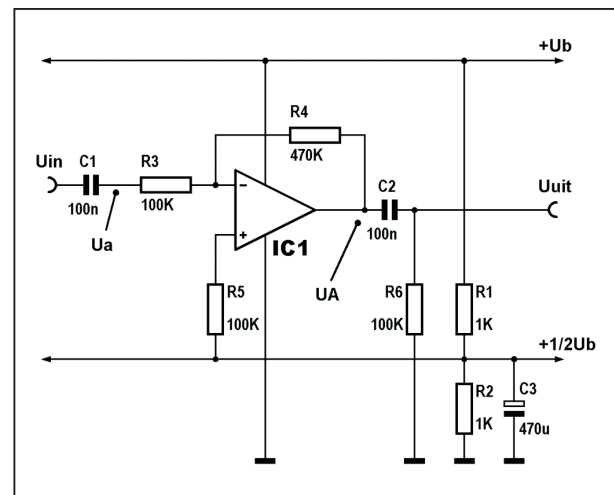 +Ub
R4
470K
Uin
C1
R3
100n
100K
Ua
−
+
IC1
C2
100n
Uuit
UA
R5
100K
R6
100K
R1
1K
+1/2Ub
R2
1K
C3
470u